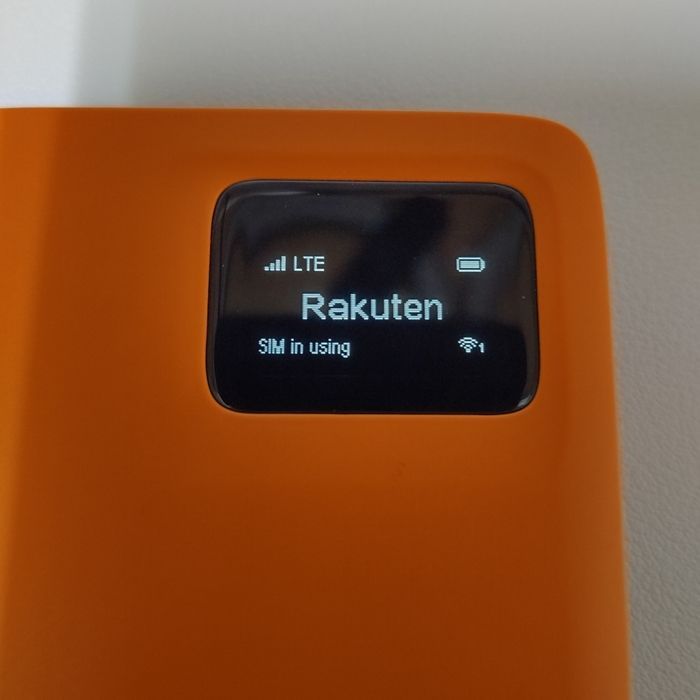 LTE
Rakuten
SIM in using
1